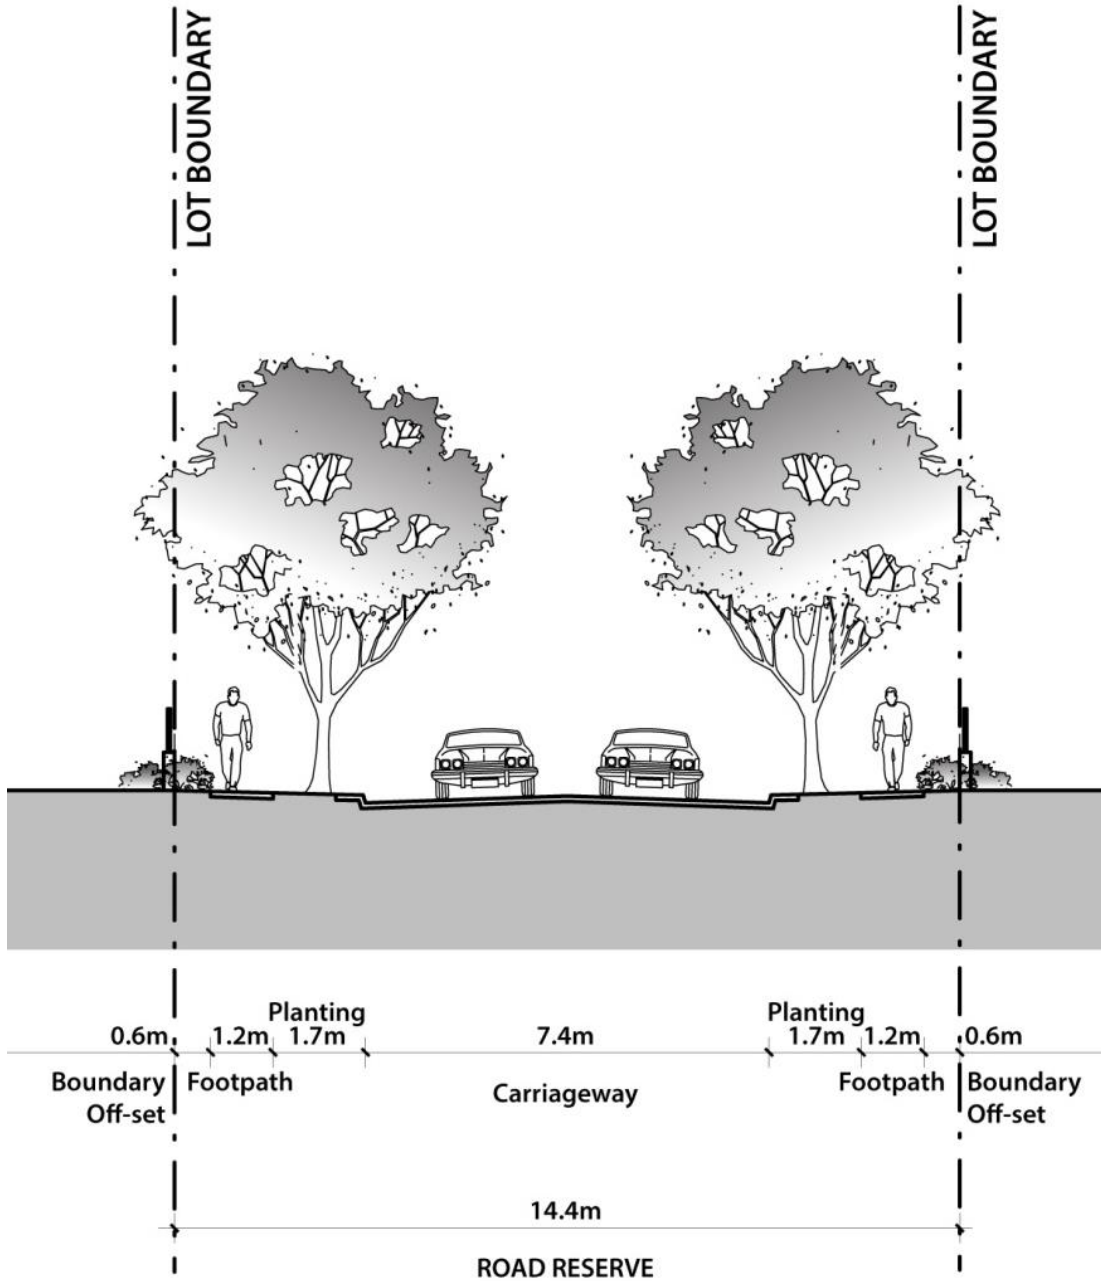 LOT BOUNDARY
LOT BOUNDARY
Planting
Planting
0.6m
1.2m
1.7m
7.4m
1.7m
1.2m
0.6m
Boundary
Off-set
Footpath
Carriageway
Footpath
Boundary
Off-set
14.4m
ROAD RESERVE